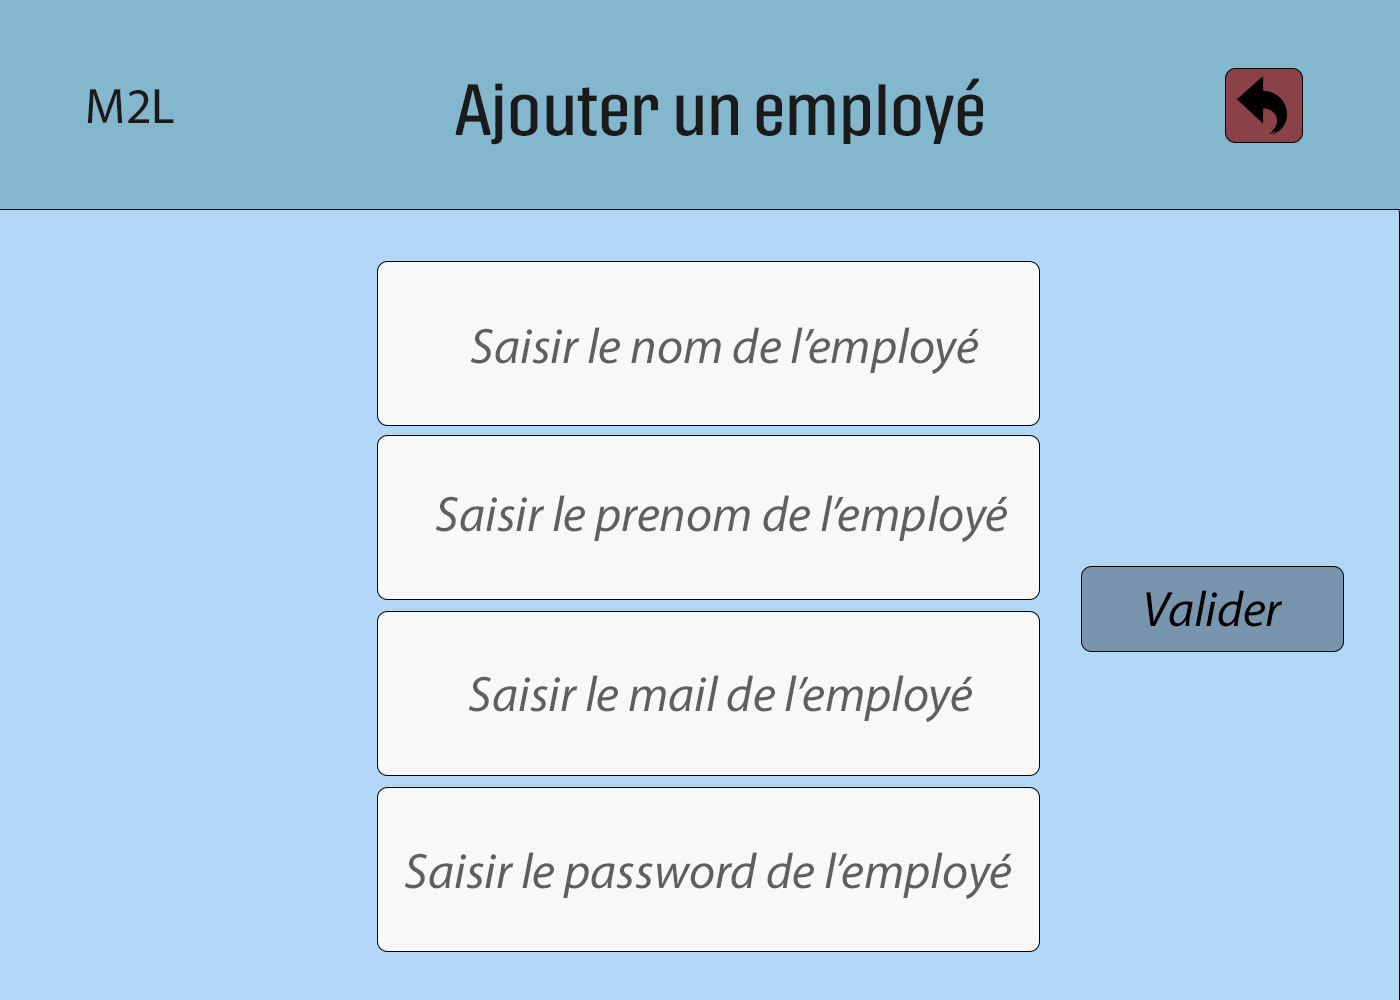 M2L
Ajouter un employé
Saisir le nom de l’employé
Saisir le prenom de l’employé
Saisir le mail de l’employé
Valider
Saisir le password de l’employé